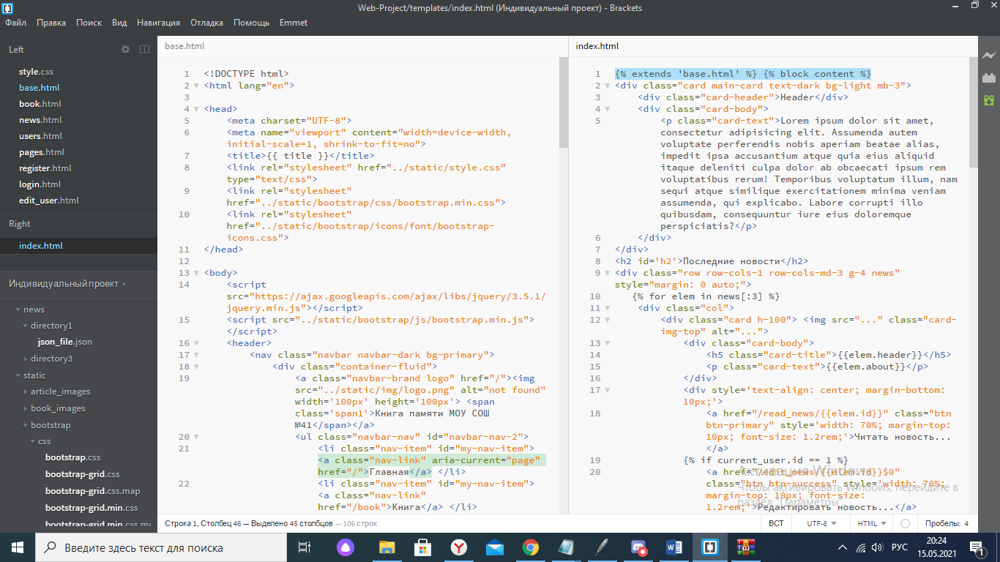 Web-Project/templates/index.html (Индивидуальный проект) - Brackets
Файл Правка Поиск Вид Навигация Отладка Помощь Emmet
Left
style.css
base.html
book.html
news.html
users.html
pages.html
register.html
login.html
edit_user.html
Right
index.html
Индивидуальный проект
news
directory1
json_file.json
directory3
static
article_images
book_images
bootstrap
css
bootstrap.css
bootstrap-grid.css
bootstrap-grid.css.map
bootstrap-grid.min.css
bootstrap-grid.min.css.ma
base.html
1 <!DOCTYPE html>
2 <html lang="en">
3
4 <head>
5 <meta charset="UTF-8">
6 <meta name="viewport" content="width=device-width,
initial-scale=1, shrink-to-fit=no">
7 <title>{{ title }}</title>
8 <link rel="stylesheet" href="../static/style.css"
type="text/css">
9 <link rel="stylesheet"
href="../static/bootstrap/css/bootstrap.min.css">
10 <link rel="stylesheet"
href="../static/bootstrap/icons/font/bootstrap-
icons.css">
11 </head>
12
13 <body>
14 <script
src="https://ajax.googleapis.com/ajax/libs/jquery/3.5.1/
jquery.min.js"></script>
15 <script src="../static/bootstrap/js/bootstrap.min.js">
</script>
16 <header>
17 <nav class="navbar navbar-dark bg-primary">
18 <div class="container-fluid">
19 <a class="navbar-brand logo" href="/"><img
src="../static/img/logo.png" alt="not found"
width='100px' height='100px'> <span
class='span1'>Книга памяти МОУ СОШ
№41</span></a>
20 <ul class="navbar-nav" id="navbar-nav-2">
21 <li class="nav-item" id="my-nav-item">
<a class="nav-link" aria-current="page"
href="/">Главная</a> </li>
22 <li class="nav-item" id="my-nav-item">
<a class="nav-link"
href="/book">Книга</a> </li>
index.html
1 {% extends 'base.html' %} {% block content %}
2 <div class="card main-card text-dark bg-light mb-3">
3 <div class="card-header">Header</div>
4 <div class="card-body">
5 <p class="card-text">Lorem ipsum dolor sit amet,
consectetur adipisicing elit. Assumenda autem
voluptate perferendis nobis aperiam beatae alias,
impedit ipsa accusantium atque quia eius aliquid
itaque deleniti culpa dolor ab obcaecati ipsum rem
voluptatibus rerum! Temporibus voluptatum illum, nam
sequi atque similique exercitationem minima veniam
assumenda, qui explicabo. Labore corrupti illo
quibusdam, consequuntur iure eius doloremque
perspiciatis?</p>
6 </div>
7 </div>
8 <h2 id='h2'>Последние новости</h2>
9 <div class="row row-cols-1 row-cols-md-3 g-4 news"
style="margin: 0 auto;">
10 {% for elem in news[:3] %}
11 <div class="col">
12 <div class="card h-100"> <img src="..." class="card-
img-top" alt="...">
13 <div class="card-body">
14 <h5 class="card-title">{{elem.header}}</h5>
15 <p class="card-text">{{elem.about}}</p>
16 </div>
17 <div style='text-align: center; margin-bottom:
10px;'>
18 <a href="/read_news/{{elem.id}}" class="btn
btn-primary" style='width: 70%; margin-top:
10px; font-size: 1.2rem;'>Читать новость...
</a>
19 {% if current_user.id == 1 %}
20 <a href="/edit_news/{{elem.id}}$0"
class="btn btn-success" style='width: 70%;
margin-top: 10px; font-size:
1.2rem;'>Редактировать новость...</a>
Активация Windows
Чтобы активировать Windows, перейдите в
раздел "Параметры".
Строка 1, Столбец 46 — Выделено 45 столбцов — 106 строк
ВСТ UTF-8 HTML Пробелы: 4
Введите здесь текст для поиска
РУС
20:24
15.05.2021
1